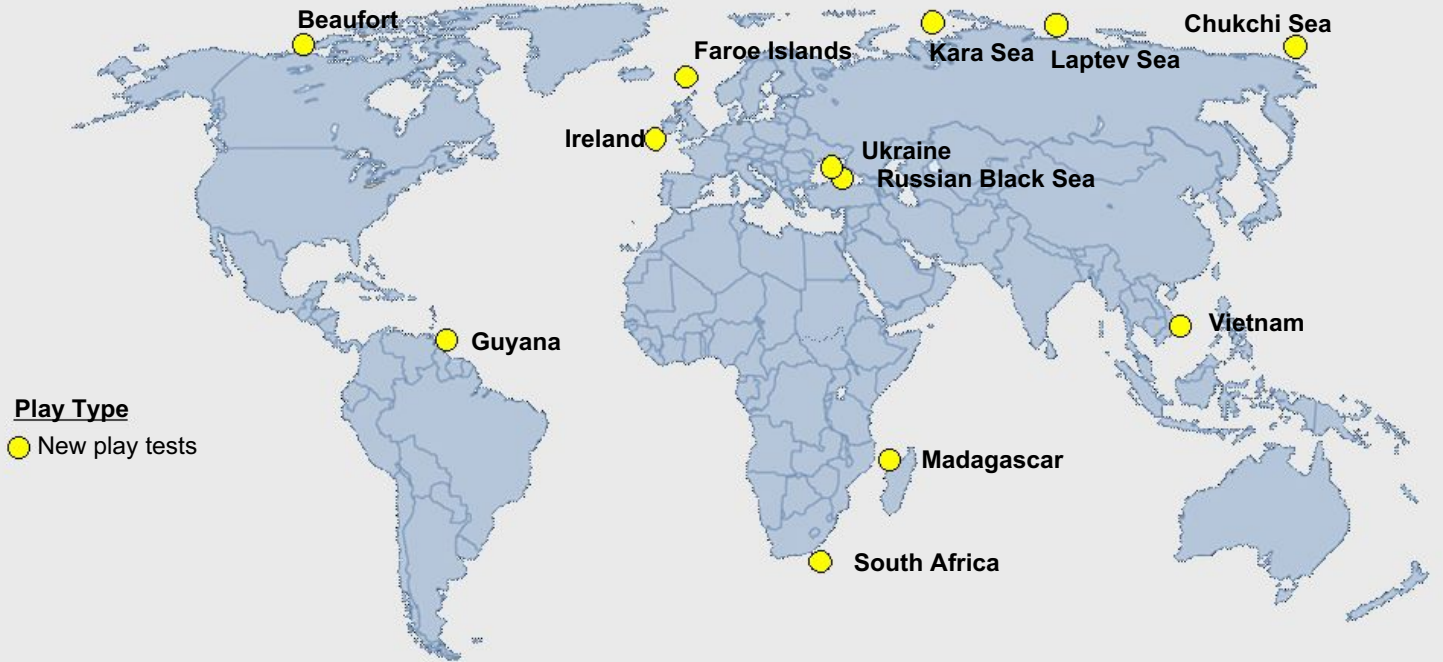 Beaufort
Chukchi Sea
Faroe Islands
Kara Sea
Laptev Sea
Ireland
Ukraine
Russian Black Sea
Vietnam
Guyana
Play Type
New play tests
Madagascar
South Africa